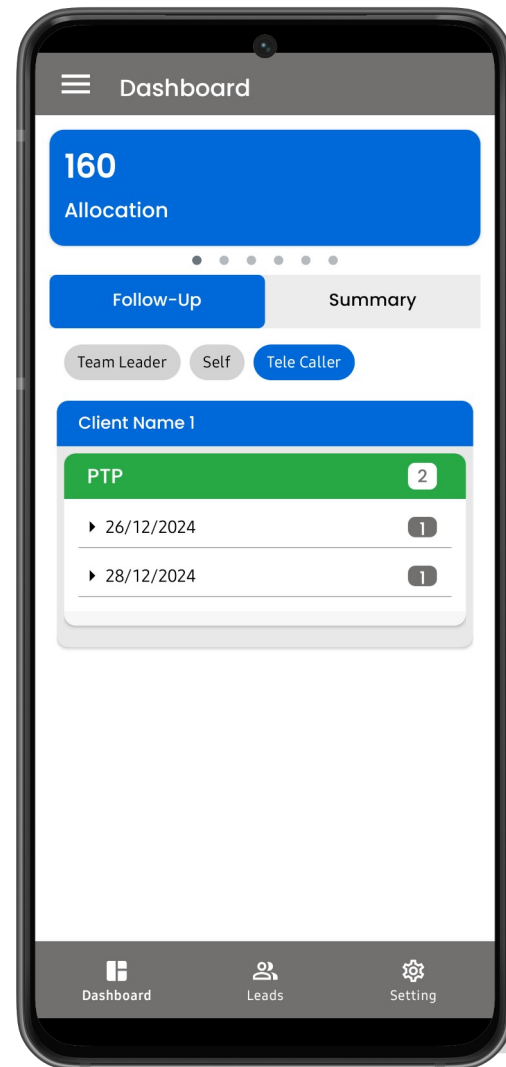 Dashboard
160
Allocation
Follow-Up Summary
Team Leader Self Tele Caller
Client Name 1
PTP 2
26/12/2024 1
28/12/2024 1
Dashboard Leads Setting